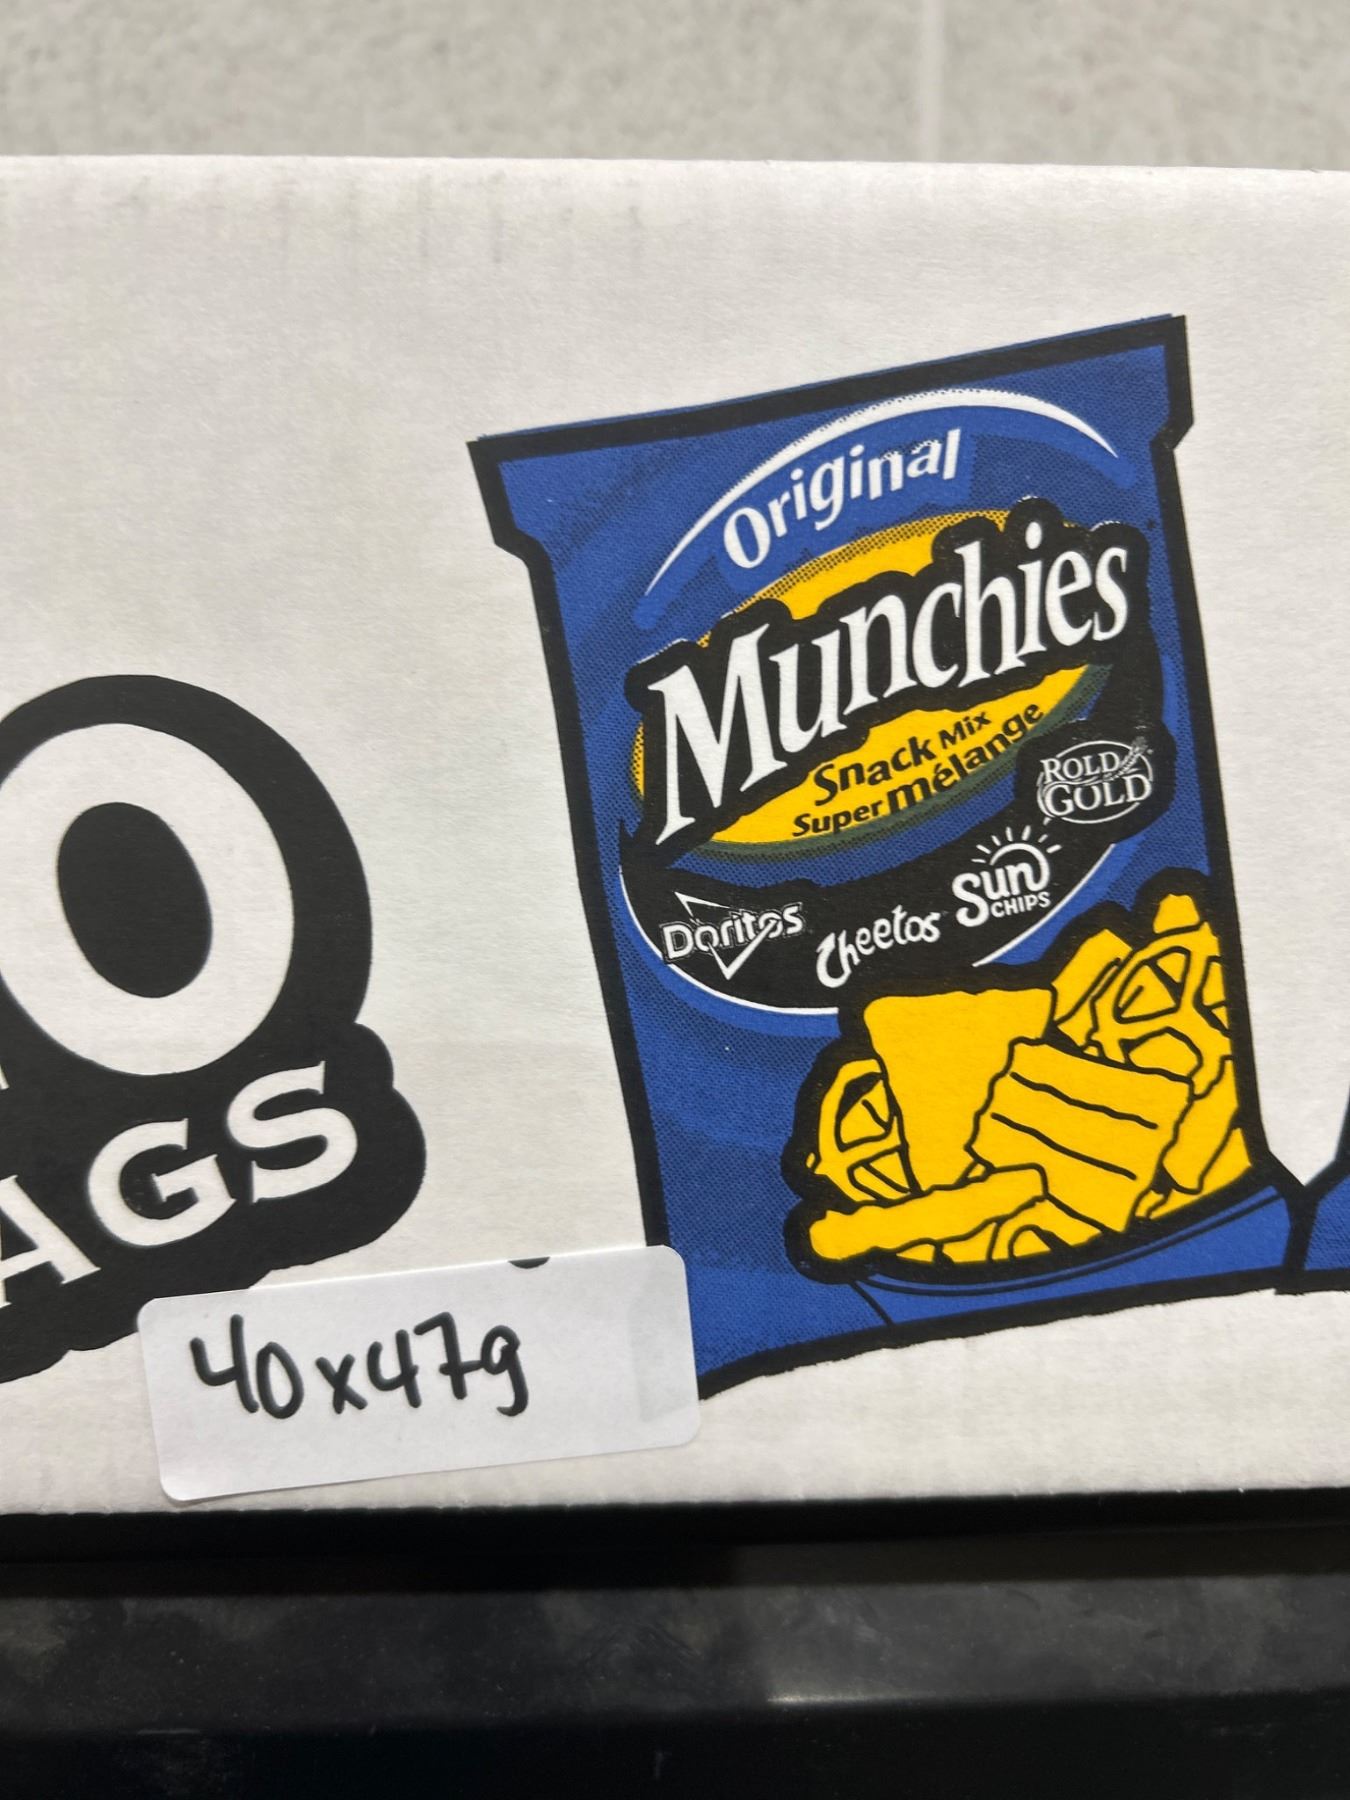 Original
Munchies
Snack Mix
Super mélange
ROLD
GOLD
Doritos
Cheetos
Sun
CHIPS
0
AGS
40x47g